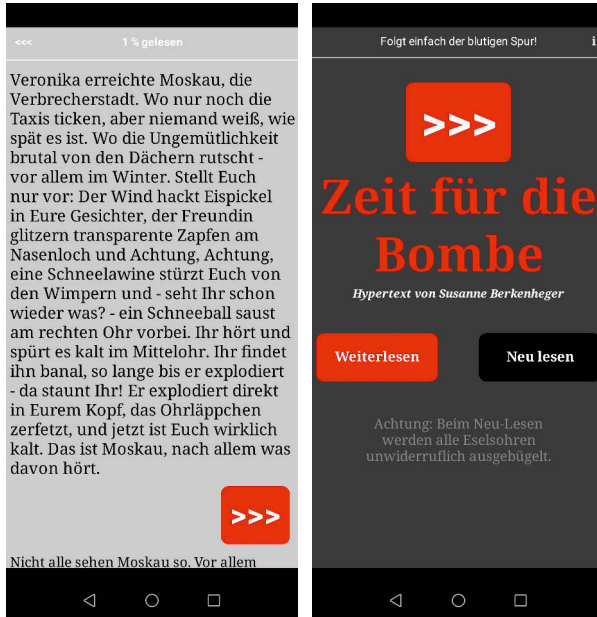 <<<
1 % gelesen
Veronika erreichte Moskau, die
Verbrecherstadt. Wo nur noch die
Taxis ticken, aber niemand weiß, wie
spät es ist. Wo die Ungemütlichkeit
brutal von den Dächern rutscht -
vor allem im Winter. Stellt Euch
nur vor: Der Wind hackt Eispickel
in Eure Gesichter, der Freundin
glitzern transparente Zapfen am
Nasenloch und Achtung, Achtung,
eine Schneelawine stürzt Euch von
den Wimpern und - seht Ihr schon
wieder was? - ein Schneeball saust
am rechten Ohr vorbei. Ihr hört und
spürt es kalt im Mittelohr. Ihr findet
ihn banal, so lange bis er explodiert
- da staunt Ihr! Er explodiert direkt
in Eurem Kopf, das Ohrläppchen
zerfetzt, und jetzt ist Euch wirklich
kalt. Das ist Moskau, nach allem was
davon hört.
>>>
Nicht alle sehen Moskau so. Vor allem
Folgt einfach der blutigen Spur!
i
>>>
Zeit für die
Bombe
Hypertext von Susanne Berkenheger
Weiterlesen
Neu lesen
Achtung: Beim Neu-Lesen
werden alle Eselsohren
unwiderruflich ausgebügelt.